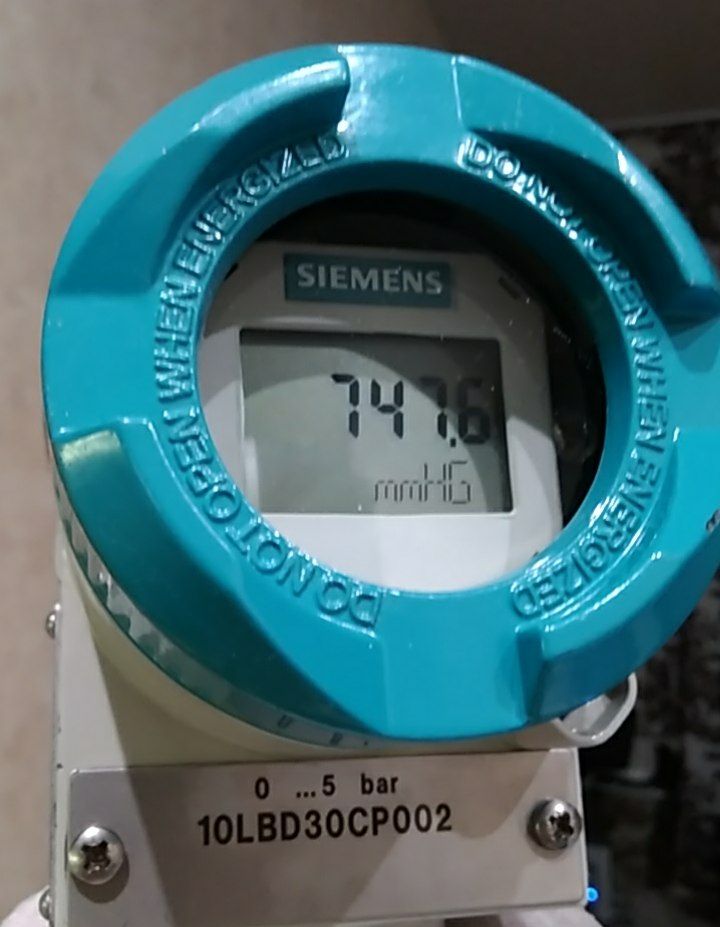 DO NOT OPEN WHEN ENERGIZED
DO NOT OPEN WHEN ENERGIZED
SIEMENS
747.6
mmHG
0 ...5 bar
10LBD30CP002